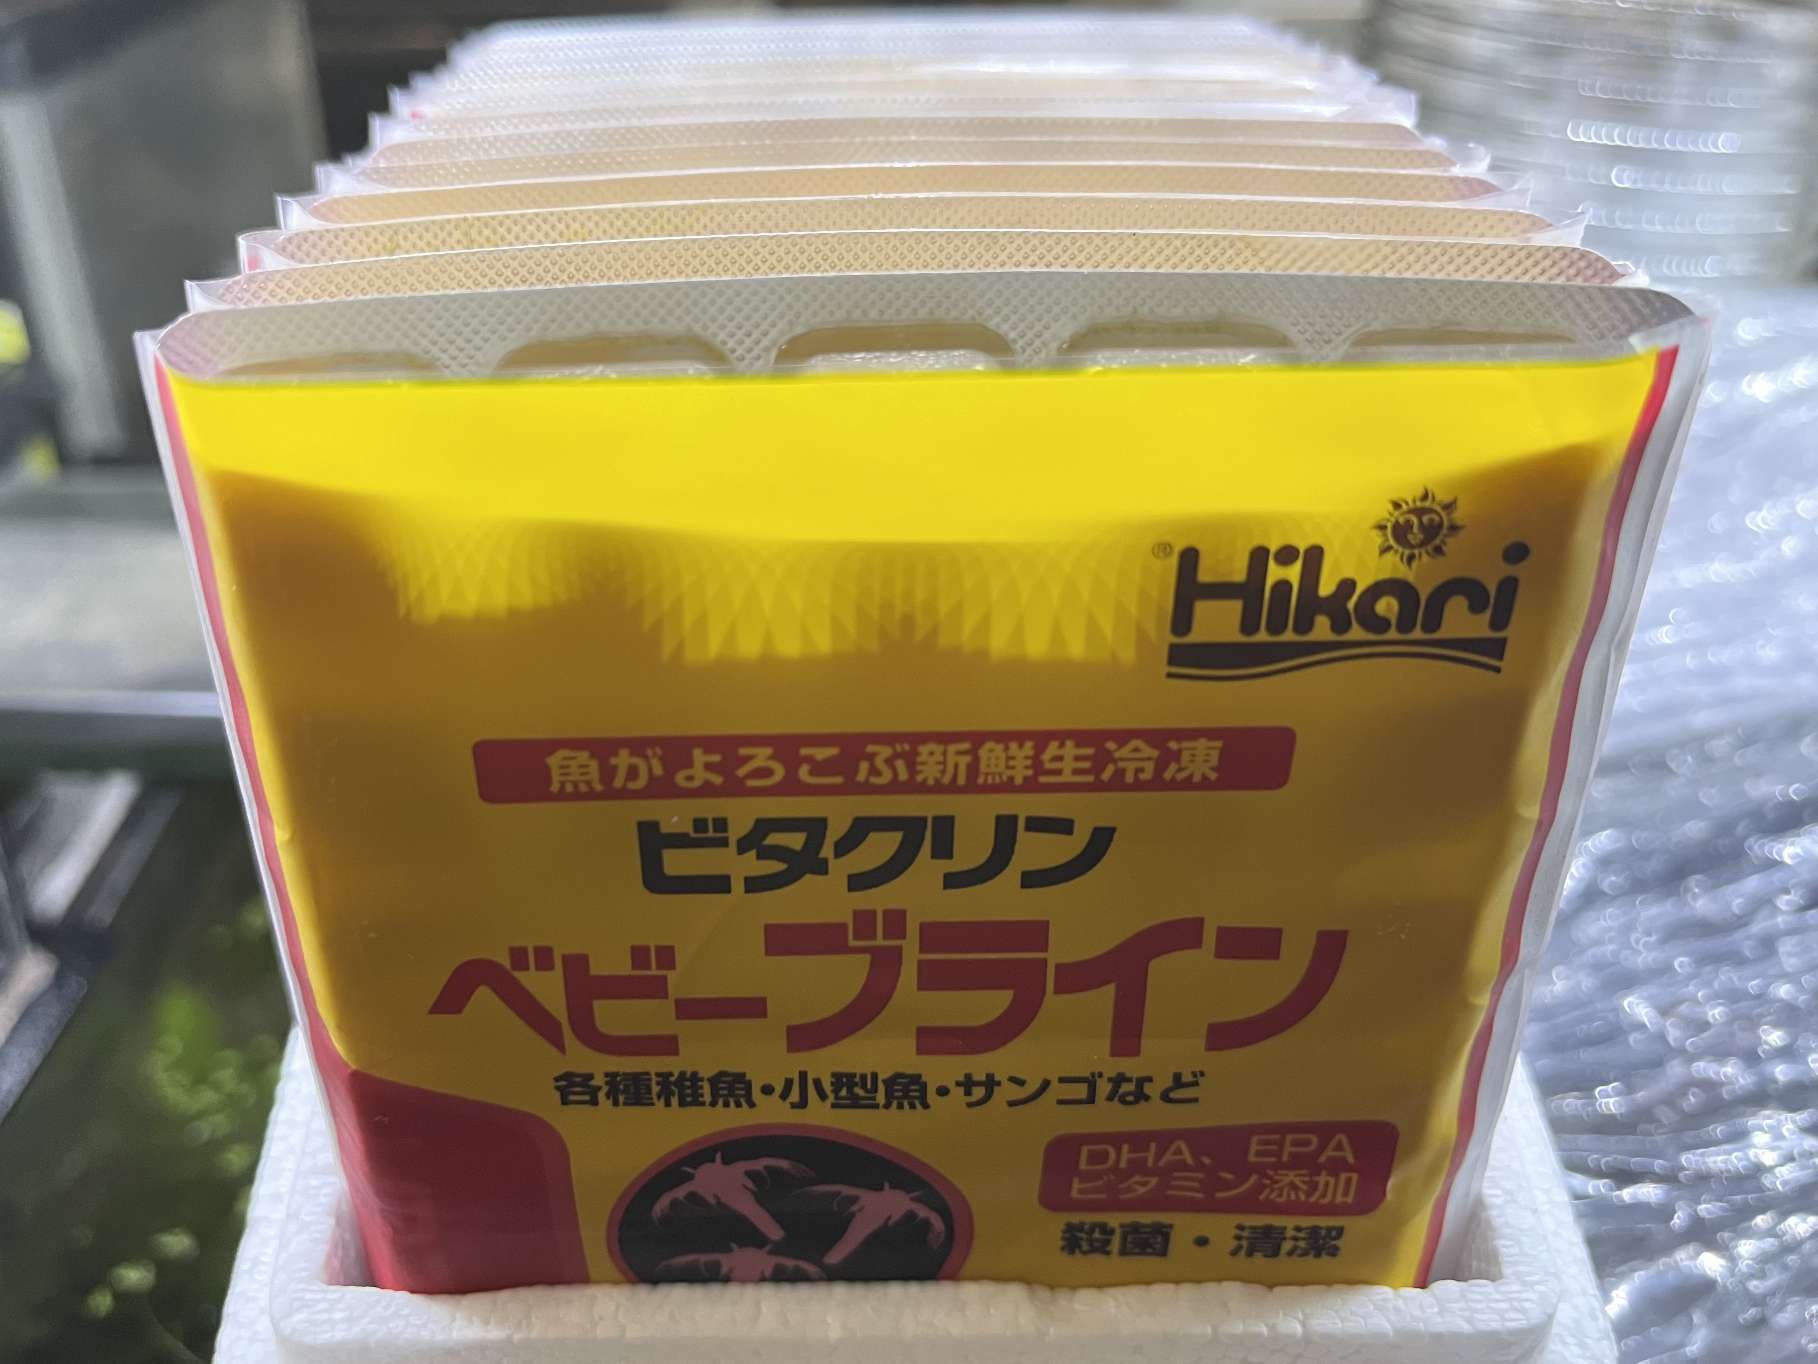 ®Hikari
魚がよろこぶ新鮮生冷凍
ビタクリン
ベビーブライン
各種稚魚・小型魚・サンゴなど
DHA、EPA
ビタミン添加
殺菌・清潔